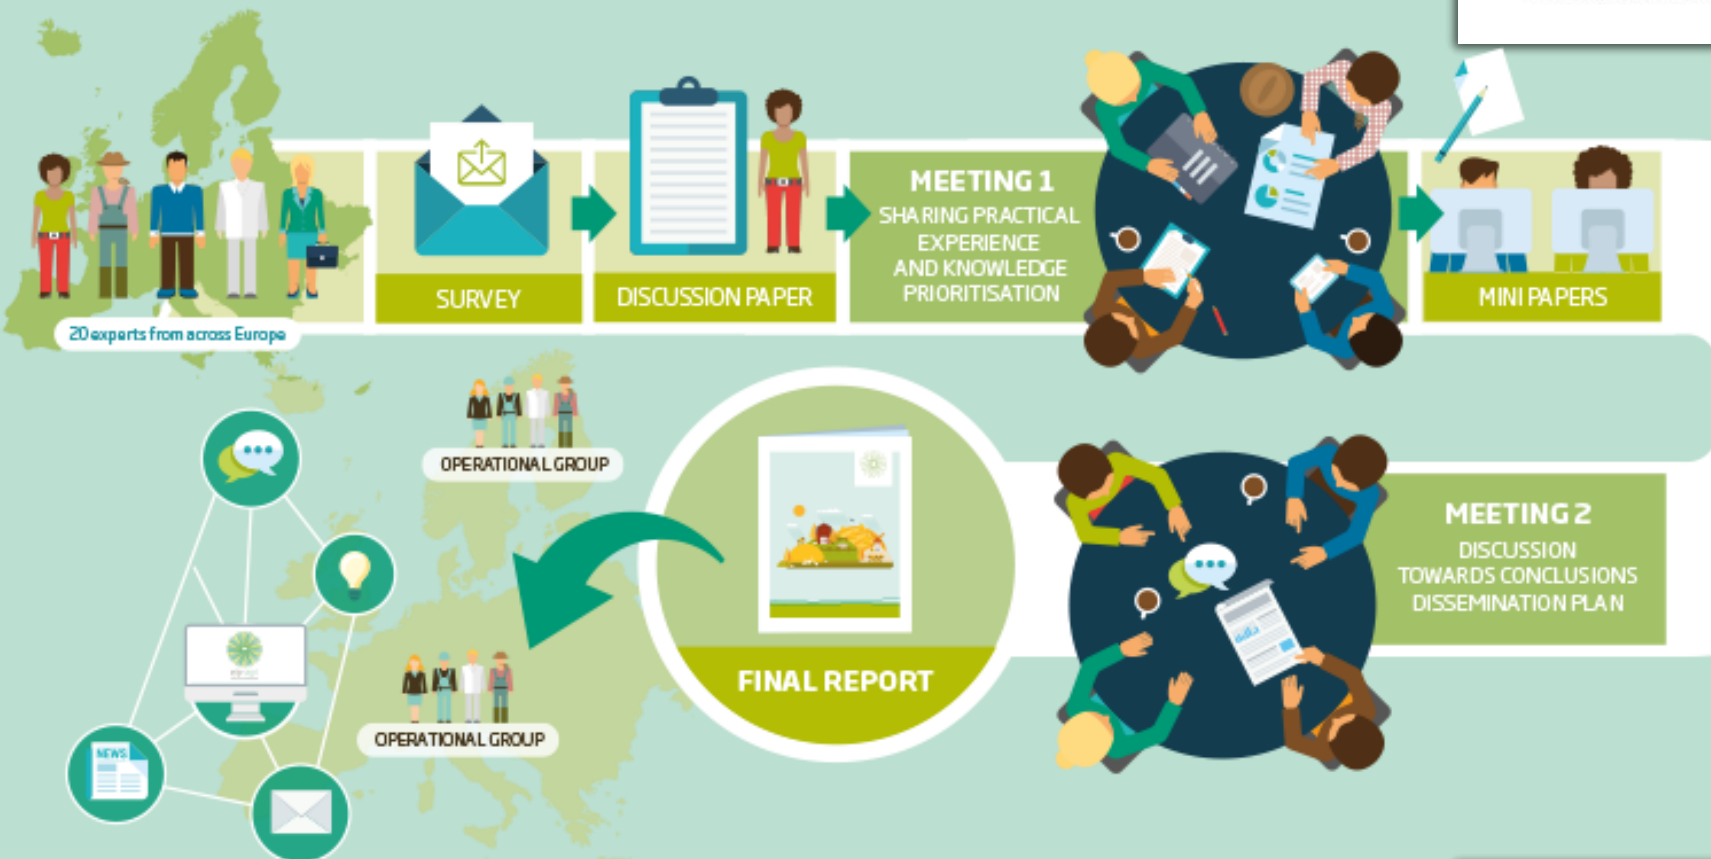 20 experts from across Europe
SURVEY
DISCUSSION PAPER
MEETING 1
SHARING PRACTICAL
EXPERIENCE
AND KNOWLEDGE
PRIORITISATION
MINI PAPERS
MEETING 2
DISCUSSION
TOWARDS CONCLUSIONS
DISSEMINATION PLAN
FINAL REPORT
OPERATIONAL GROUP
OPERATIONAL GROUP
NEWS